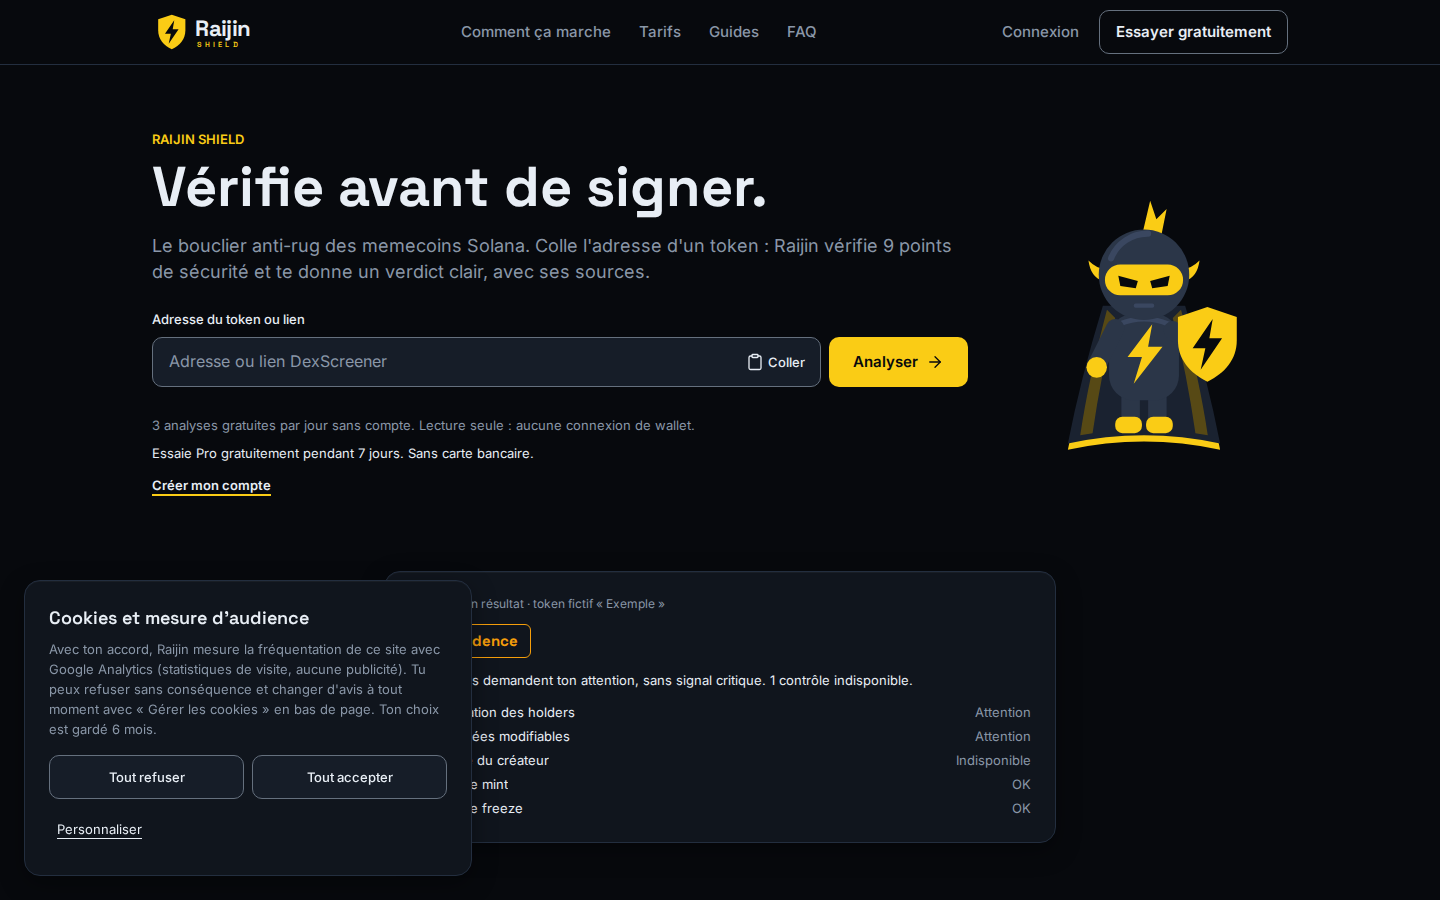 Raijin
SHIELD
Comment ça marche
Tarifs
Guides
FAQ
Connexion
Essayer gratuitement
RAIJIN SHIELD
Vérifie avant de signer.
Le bouclier anti-rug des memecoins Solana. Colle l'adresse d'un token : Raijin vérifie 9 points
de sécurité et te donne un verdict clair, avec ses sources.
Adresse du token ou lien
Adresse ou lien DexScreener
Coller
Analyser
3 analyses gratuites par jour sans compte. Lecture seule : aucune connexion de wallet.
Essaie Pro gratuitement pendant 7 jours. Sans carte bancaire.
Créer mon compte
résultat · token fictif « Exemple »
demandent ton attention, sans signal critique. 1 contrôle indisponible.
des holders
Attention
modifiables
Attention
du créateur
Indisponible
mint
OK
freeze
OK
Cookies et mesure d’audience
Avec ton accord, Raijin mesure la fréquentation de ce site avec
Google Analytics (statistiques de visite, aucune publicité). Tu
peux refuser sans conséquence et changer d'avis à tout
moment avec « Gérer les cookies » en bas de page. Ton choix
est gardé 6 mois.
Tout refuser
Tout accepter
Personnaliser